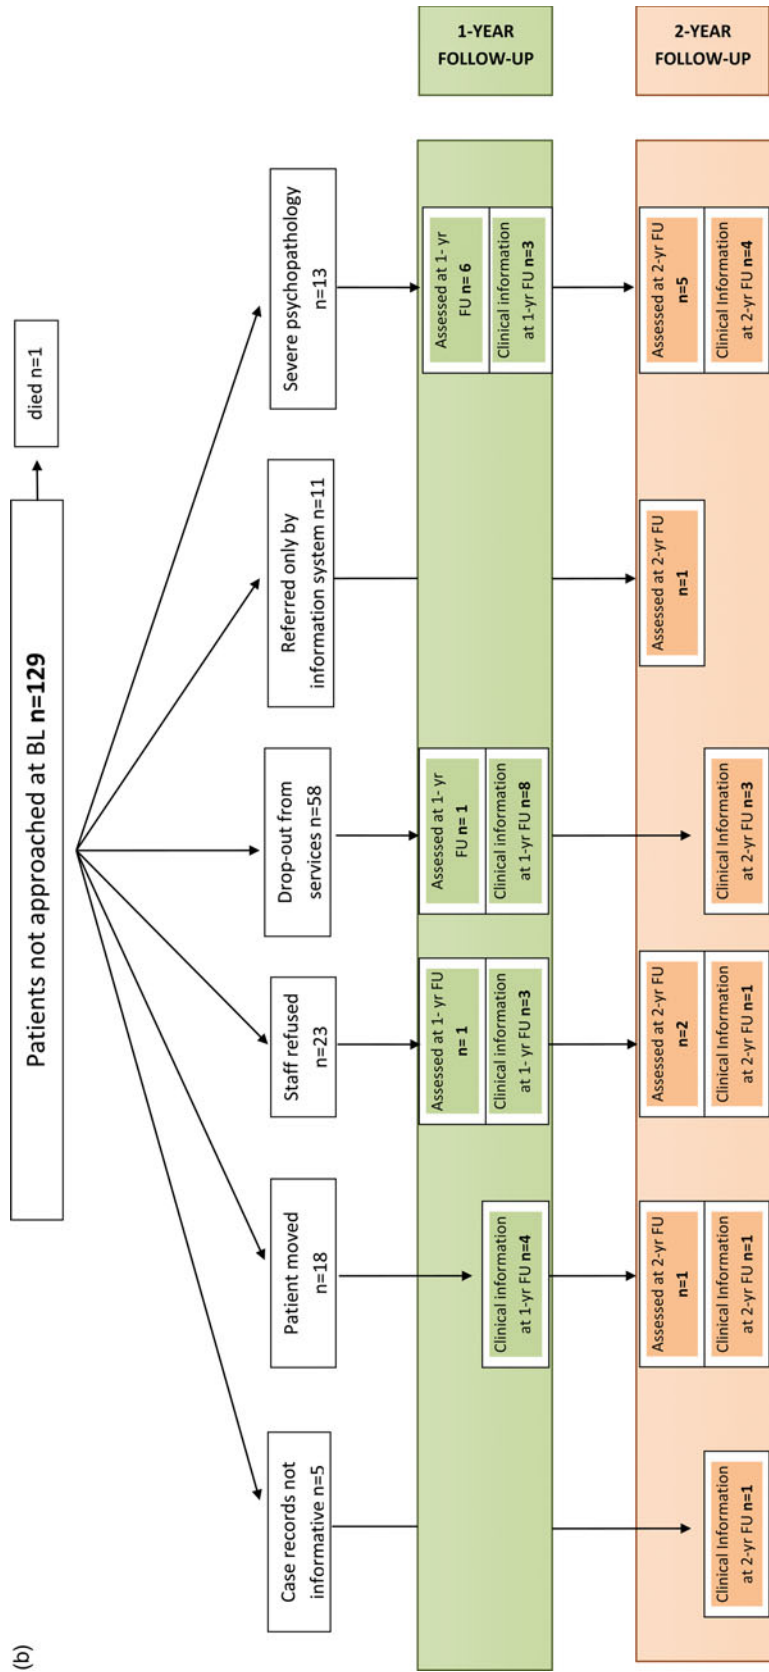 (b)
Patients not approached at BL n=129
died n=1
Case records not
informative n=5
Patient moved
n=18
Staff refused
n=23
Drop-out from
services n=58
Referred only by
information system n=11
Severe psychopathology
n=13
1-YEAR
FOLLOW-UP
Clinical information
at 1-yr FU n=4
Assessed at 1- yr FU
n= 1
Clinical information
at 1- yr FU n=3
Assessed at 1- yr
FU n= 1
Clinical information
at 1-yr FU n=8
Assessed at 1- yr
FU n= 6
Clinical information
at 1-yr FU n=3
2-YEAR
FOLLOW-UP
Clinical Information
at 2-yr FU n=1
Assessed at 2-yr FU
n=1
Clinical Information
at 2-yr FU n=1
Assessed at 2-yr FU
n=2
Clinical Information
at 2-yr FU n=1
Clinical Information
at 2-yr FU n=3
Assessed at 2-yr FU
n=1
Assessed at 2-yr FU
n=5
Clinical Information
at 2-yr FU n=4